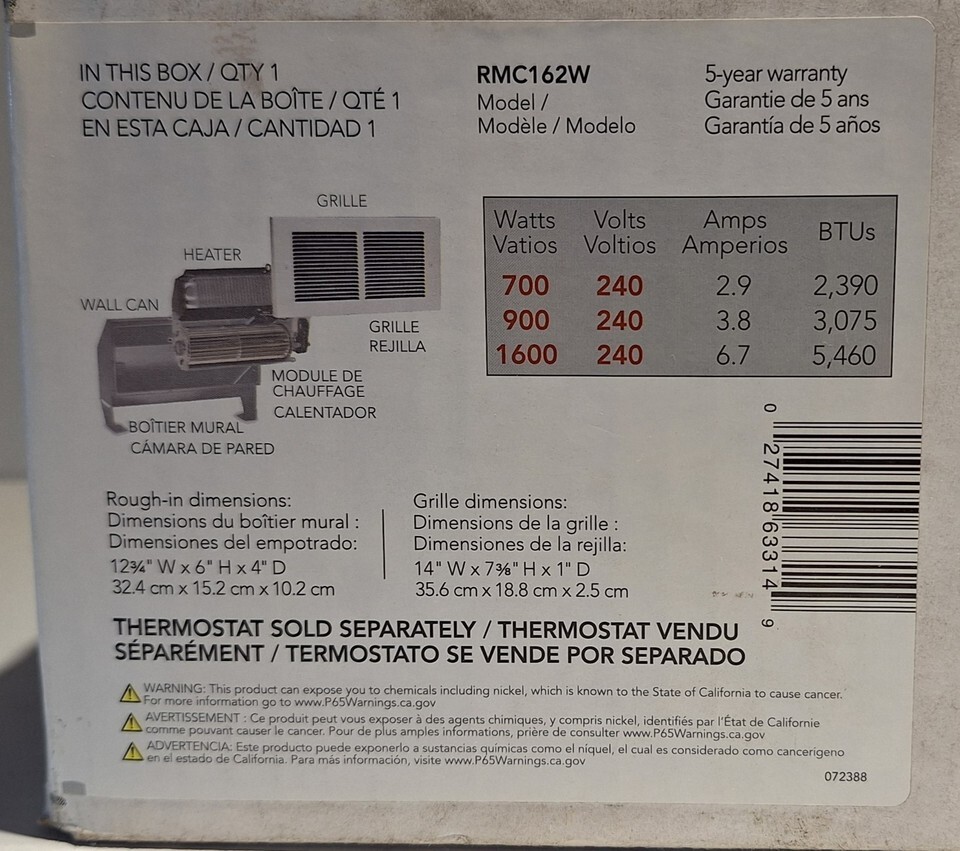 IN THIS BOX / QTY 1
CONTENU DE LA BOÎTE / QTÉ 1
EN ESTA CAJA / CANTIDAD 1
RMC162W
Model /
Modèle / Modelo
5-year warranty
Garantie de 5 ans
Garantía de 5 años
GRILLE
HEATER
WALL CAN
GRILLE
REJILLA
MODULE DE
CHAUFFAGE
CALENTADOR
BOÎTIER MURAL
CÁMARA DE PARED
Watts Volts Amps BTUs
Vatios Voltios Amperios
700 240 2.9 2,390
900 240 3.8 3,075
1600 240 6.7 5,460
Rough-in dimensions:
Dimensions du boîtier mural :
Dimensiones del empotrado:
12¾" W x 6" H x 4" D
32.4 cm x 15.2 cm x 10.2 cm
Grille dimensions:
Dimensions de la grille :
Dimensiones de la rejilla:
14" W x 7⅜" H x 1" D
35.6 cm x 18.8 cm x 2.5 cm
0 27418 63314 9
THERMOSTAT SOLD SEPARATELY / THERMOSTAT VENDU
SÉPARÉMENT / TERMOSTATO SE VENDE POR SEPARADO
WARNING: This product can expose you to chemicals including nickel, which is known to the State of California to cause cancer.
For more information go to www.P65Warnings.ca.gov
AVERTISSEMENT : Ce produit peut vous exposer à des agents chimiques, y compris nickel, identifiés par l'État de Californie
comme pouvant causer le cancer. Pour de plus amples informations, prière de consulter www.P65Warnings.ca.gov
ADVERTENCIA: Este producto puede exponerlo a sustancias químicas como el níquel, el cual es considerado como cancerígeno
en el estado de California. Para más información, visite www.P65Warnings.ca.gov
072388